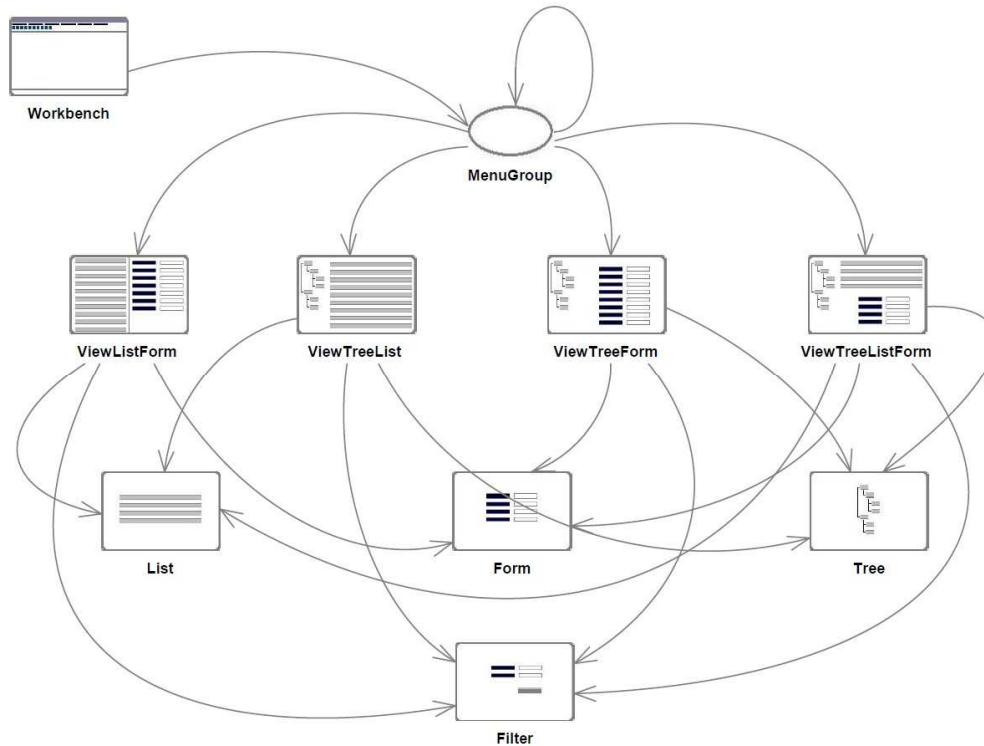 Workbench
MenuGroup
ViewListForm
ViewTreeList
ViewTreeForm
ViewTreeListForm
List
Form
Tree
Filter